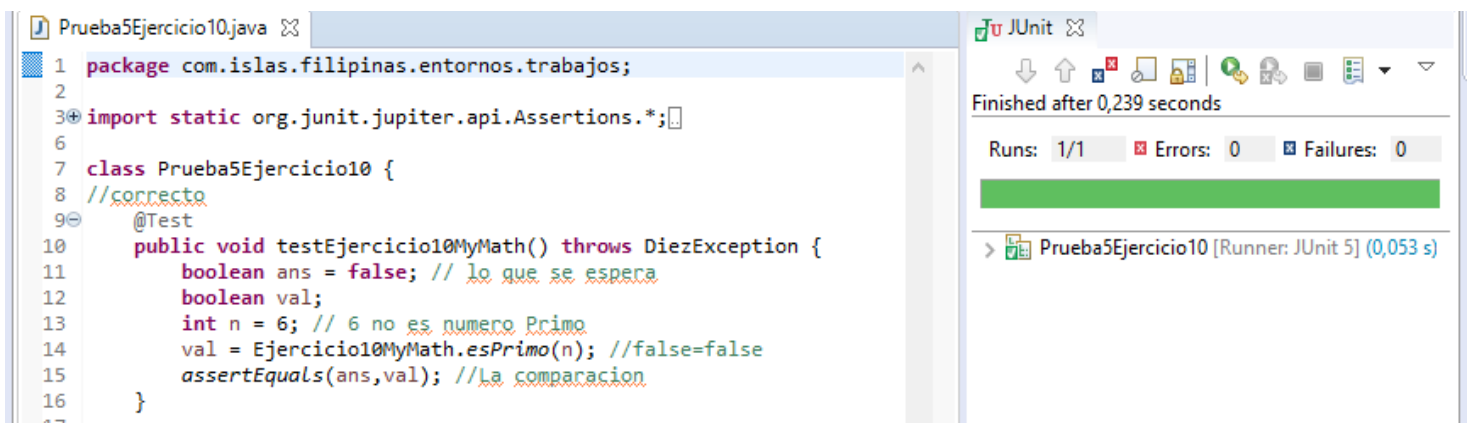 Prueba5Ejercicio10.java
1 package com.islas.filipinas.entornos.trabajos;
2
3 import static org.junit.jupiter.api.Assertions.*;
6
7 class Prueba5Ejercicio10 {
8 //correcto
9 @Test
10 public void testEjercicio10MyMath() throws DiezException {
11 boolean ans = false; // lo que se espera
12 boolean val;
13 int n = 6; // 6 no es numero Primo
14 val = Ejercicio10MyMath.esPrimo(n); //false=false
15 assertEquals(ans,val); //La comparacion
16 }
JUnit
Finished after 0,239 seconds
Runs: 1/1 Errors: 0 Failures: 0
Prueba5Ejercicio10 [Runner: JUnit 5] (0,053 s)